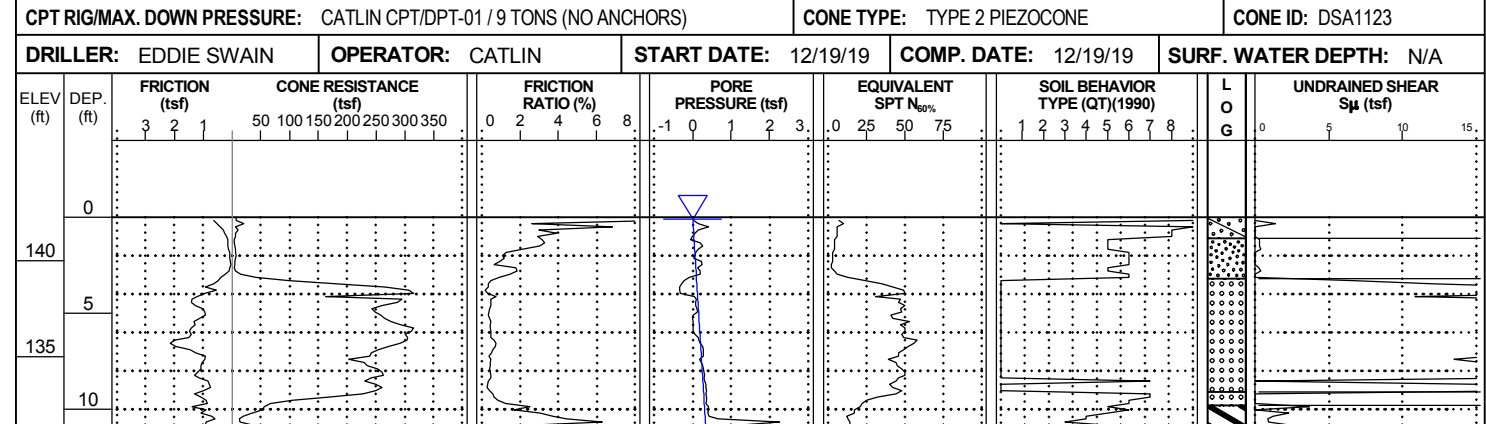 CPT RIG/MAX. DOWN PRESSURE: CATLIN CPT/DPT-01 / 9 TONS (NO ANCHORS) CONE TYPE: TYPE 2 PIEZOCONE CONE ID: DSA1123
DRILLER: EDDIE SWAIN OPERATOR: CATLIN START DATE: 12/19/19 COMP. DATE: 12/19/19 SURF. WATER DEPTH: N/A
ELEV (ft)
DEP. (ft)
FRICTION (tsf)
3 2 1
CONE RESISTANCE (tsf)
50 100 150 200 250 300 350
FRICTION RATIO (%)
0 2 4 6 8
PORE PRESSURE (tsf)
-1 0 1 2 3
EQUIVALENT SPT N60%
0 25 50 75
SOIL BEHAVIOR TYPE (QT)(1990)
1 2 3 4 5 6 7 8
L O G
UNDRAINED SHEAR Sμ (tsf)
0 5 10 15
0
140
5
135
10